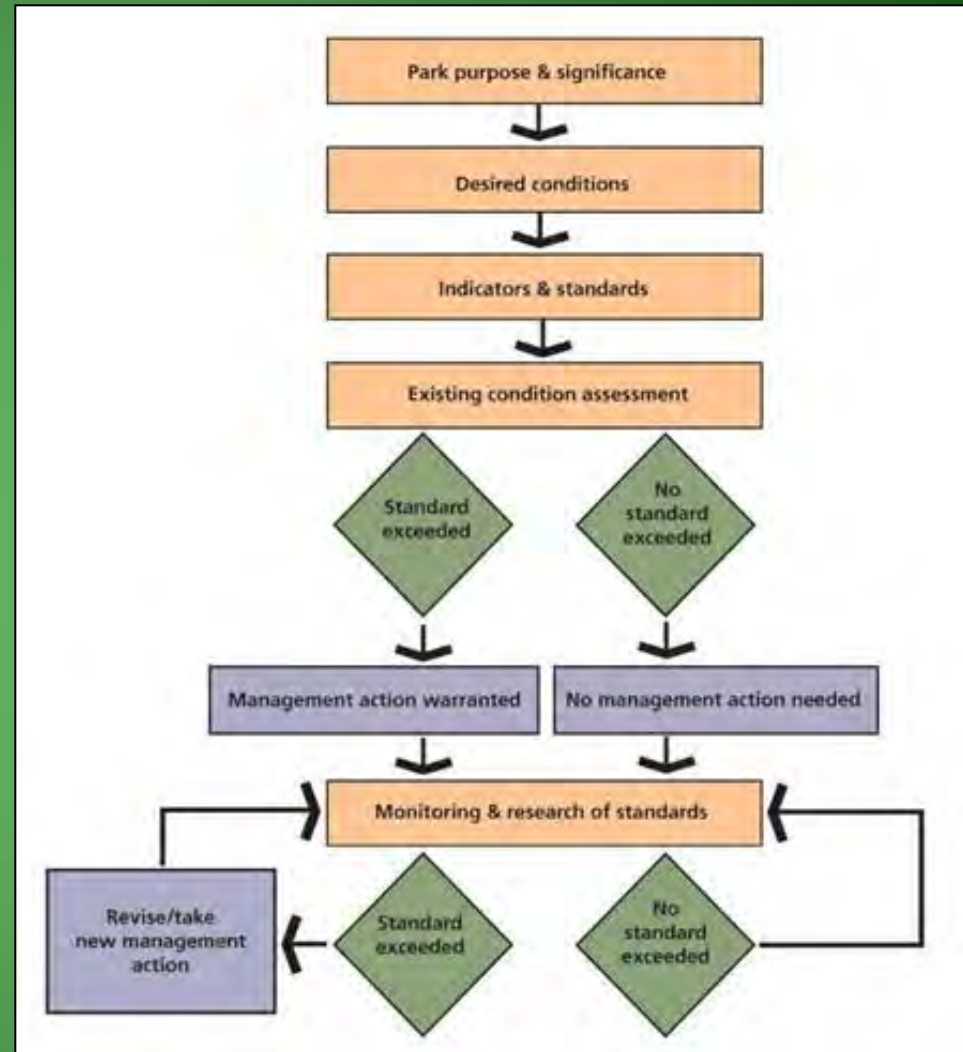 Park purpose & significance
Desired conditions
Indicators & standards
Existing condition assessment
Standard
exceeded
No
standard
exceeded
Management action warranted
No management action needed
Monitoring & research of standards
Revise/take
new management
action
Standard
exceeded
No
standard
exceeded